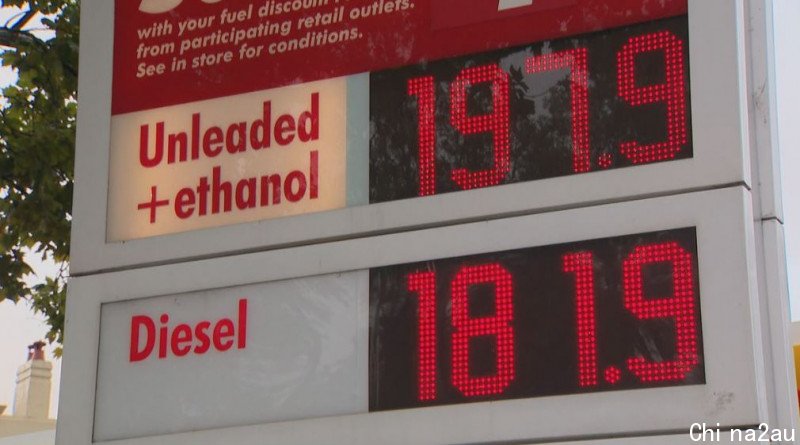 with your fuel discount
from participating retail outlets.
See in store for conditions.
Unleaded
+ethanol
197.9
Diesel
181.9
Chi na2au